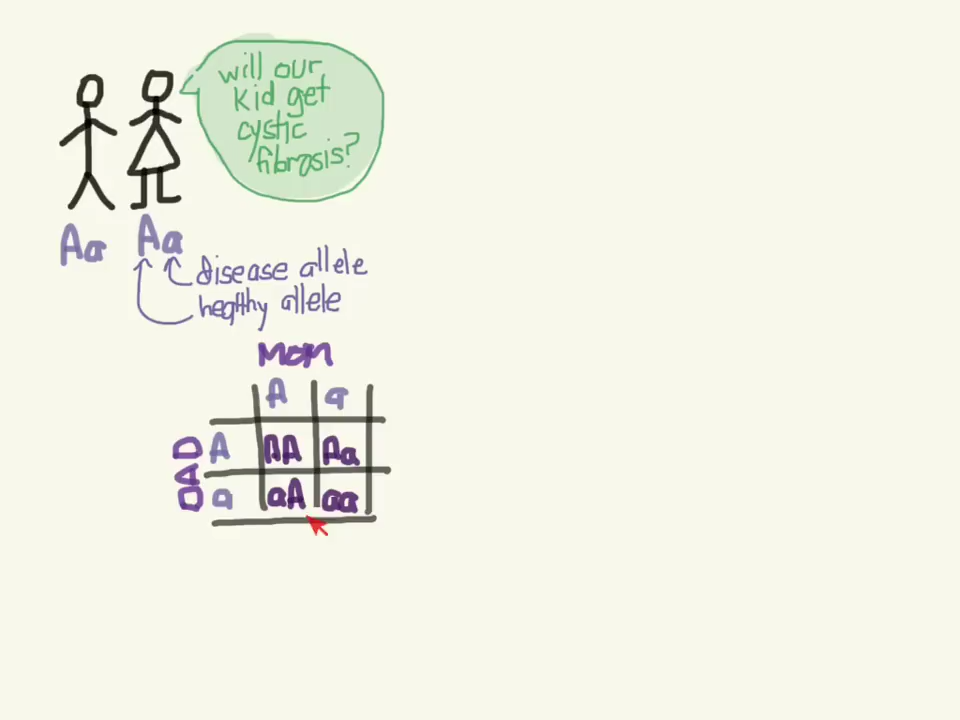 will our
kid get
cystic
fibrosis?
Aa Aa
disease allele
healthy allele
MOM
A a
DAD
A AA Aa
a aA aa